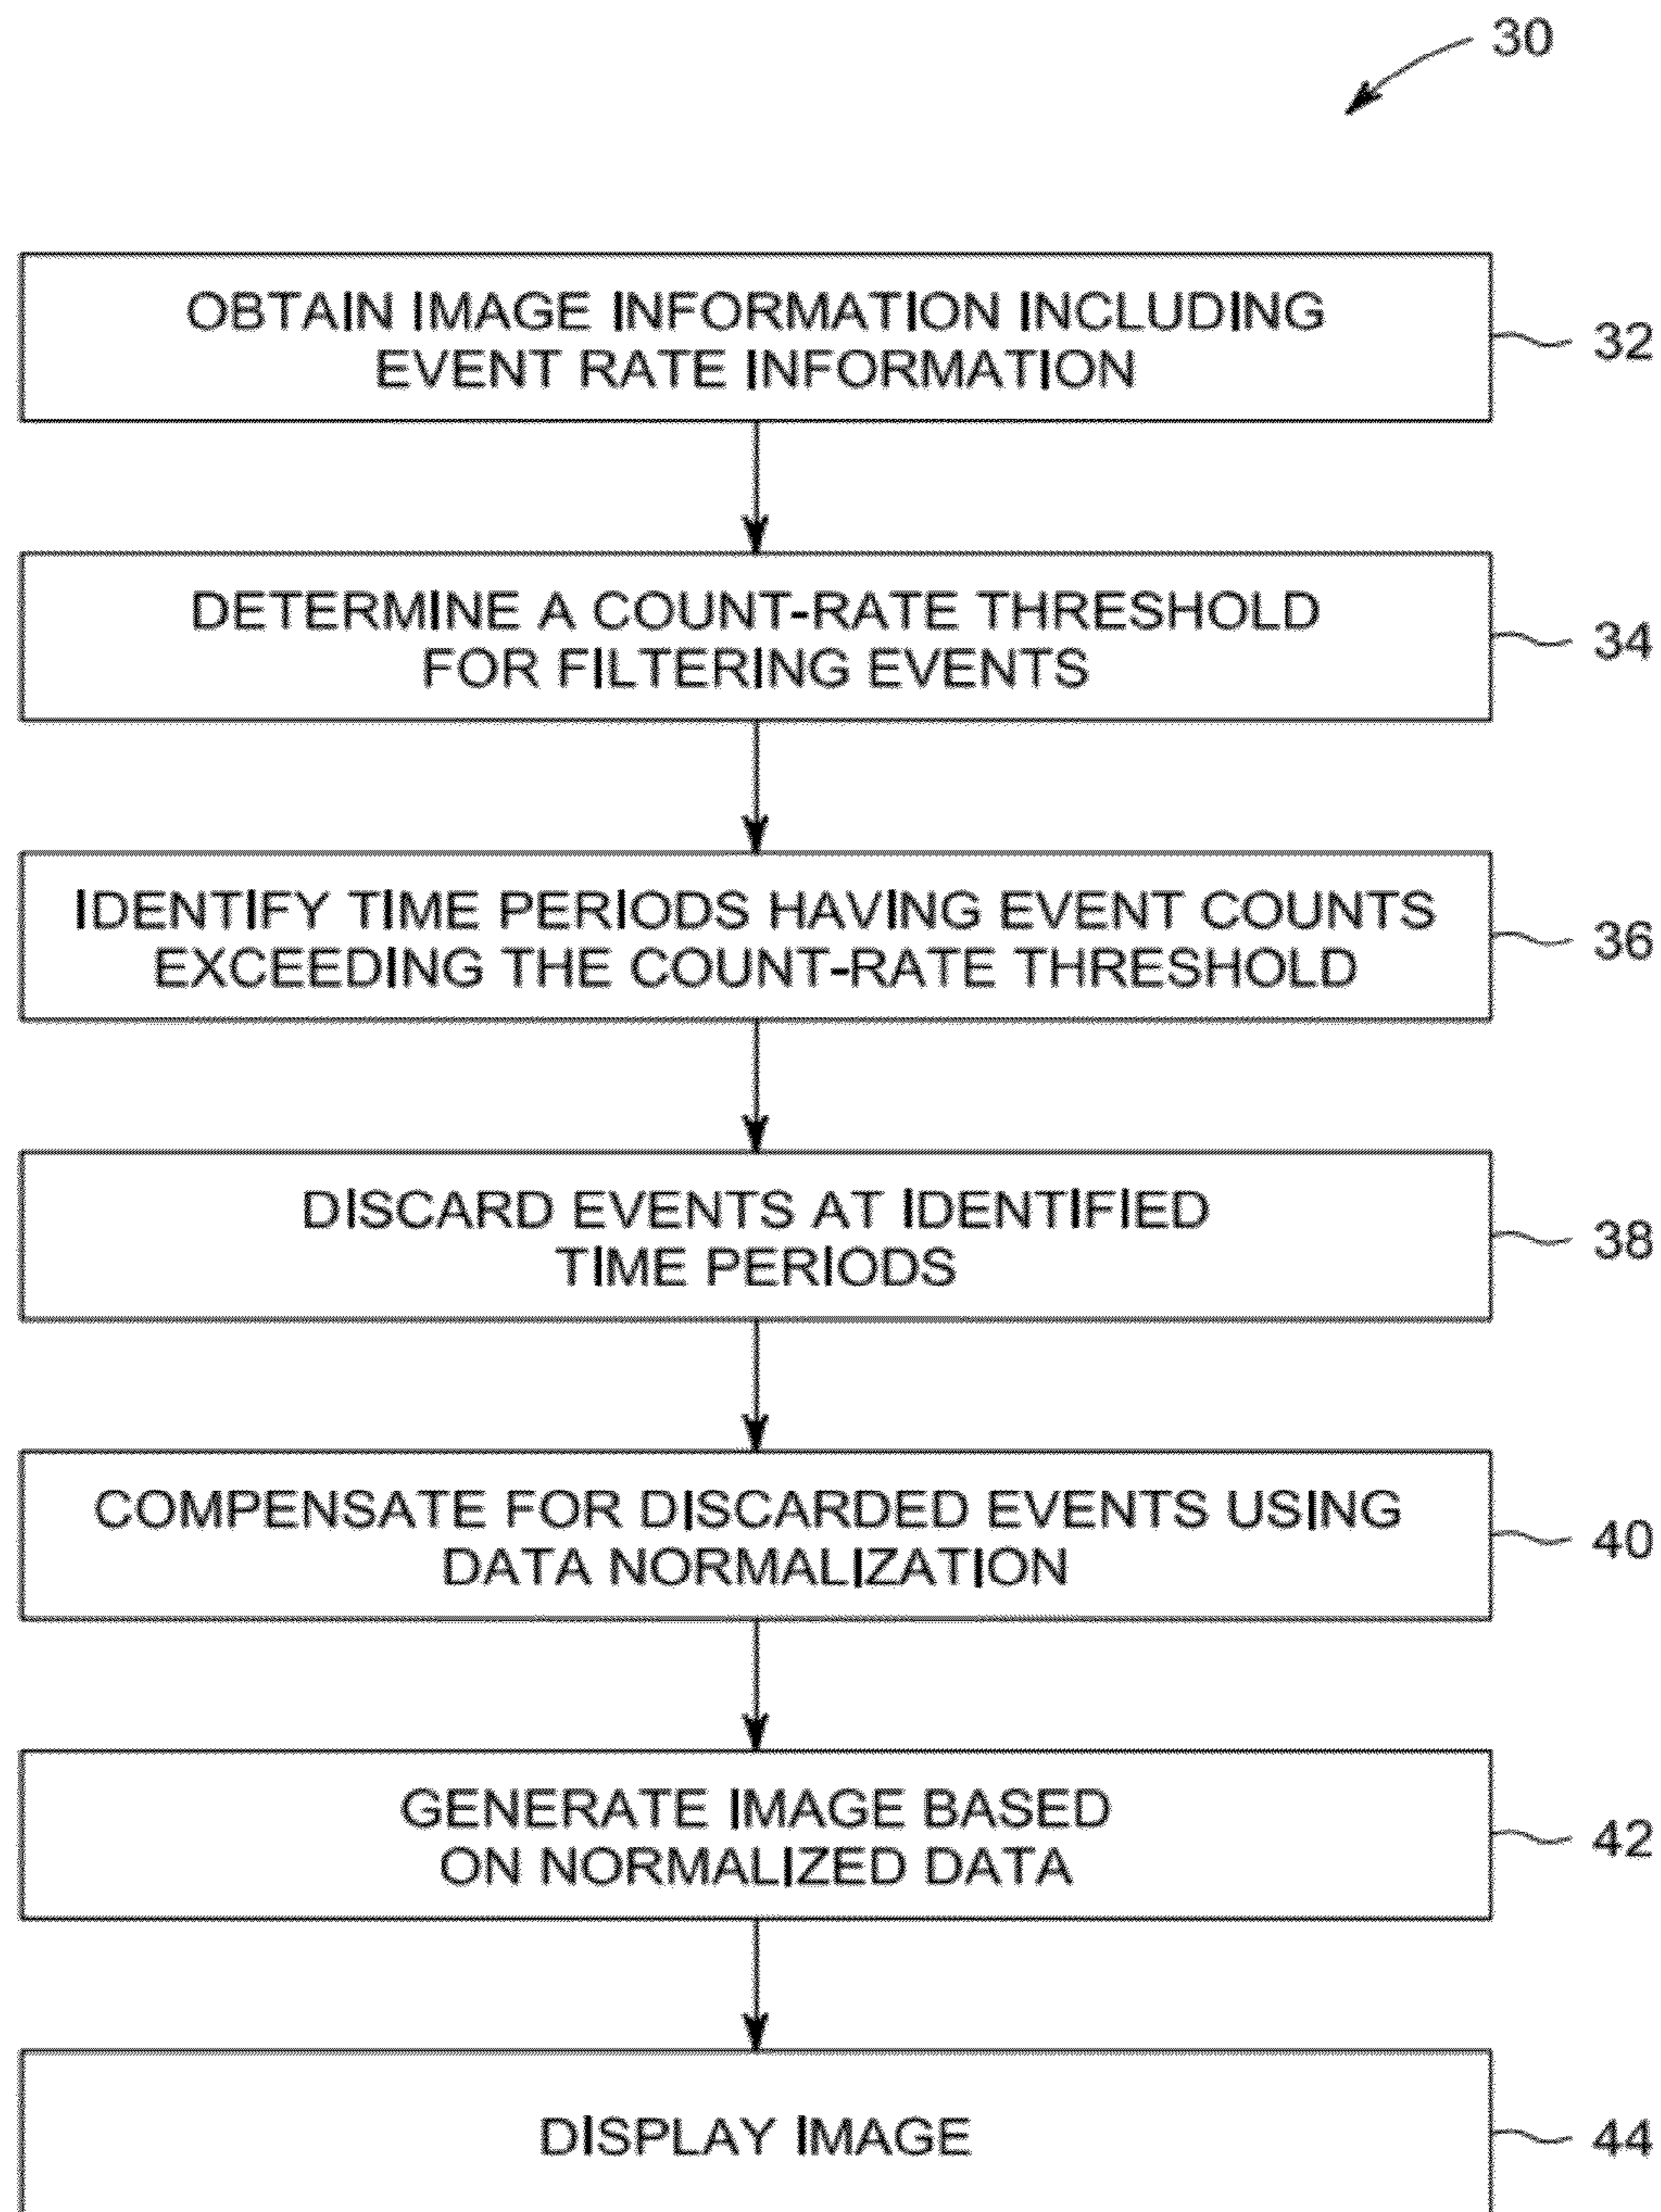 30
OBTAIN IMAGE INFORMATION INCLUDING
EVENT RATE INFORMATION
32
DETERMINE A COUNT-RATE THRESHOLD
FOR FILTERING EVENTS
34
IDENTIFY TIME PERIODS HAVING EVENT COUNTS
EXCEEDING THE COUNT-RATE THRESHOLD
36
DISCARD EVENTS AT IDENTIFIED
TIME PERIODS
38
COMPENSATE FOR DISCARDED EVENTS USING
DATA NORMALIZATION
40
GENERATE IMAGE BASED
ON NORMALIZED DATA
42
DISPLAY IMAGE
44